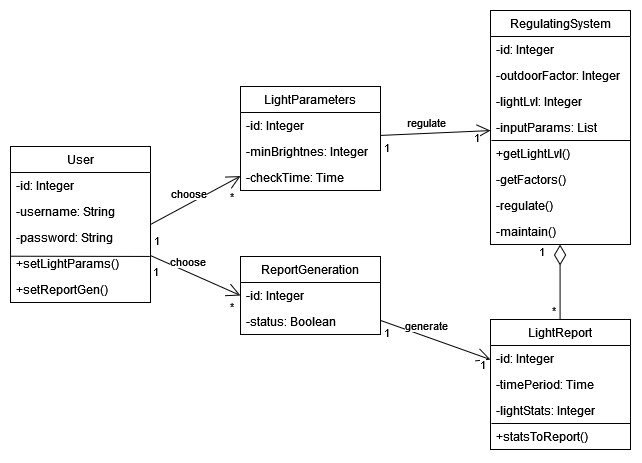 RegulatingSystem
-id: Integer
-outdoorFactor: Integer
-lightLvl: Integer
-inputParams: List
+getLightLvl()
-getFactors()
-regulate()
-maintain()
1
LightParameters
-id: Integer
-minBrightnes: Integer
-checkTime: Time
regulate
1
1
User
-id: Integer
-username: String
-password: String
+setLightParams()
+setReportGen()
choose
1
*
choose
1
*
ReportGeneration
-id: Integer
-status: Boolean
generate
1
1
*
LightReport
-id: Integer
-timePeriod: Time
-lightStats: Integer
+statsToReport()